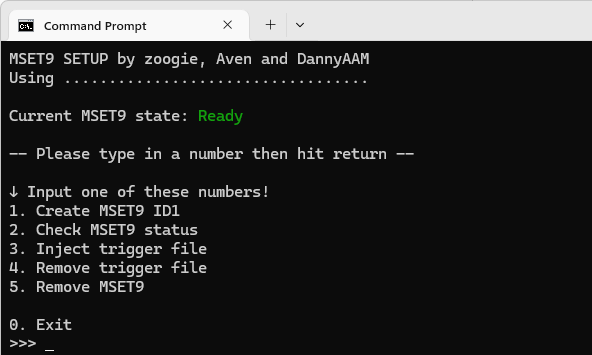 Command Prompt
MSET9 SETUP by zoogie, Aven and DannyAAM
Using ..................................
Current MSET9 state: Ready
-- Please type in a number then hit return --
↓ Input one of these numbers!
1. Create MSET9 ID1
2. Check MSET9 status
3. Inject trigger file
4. Remove trigger file
5. Remove MSET9
0. Exit
>>> _